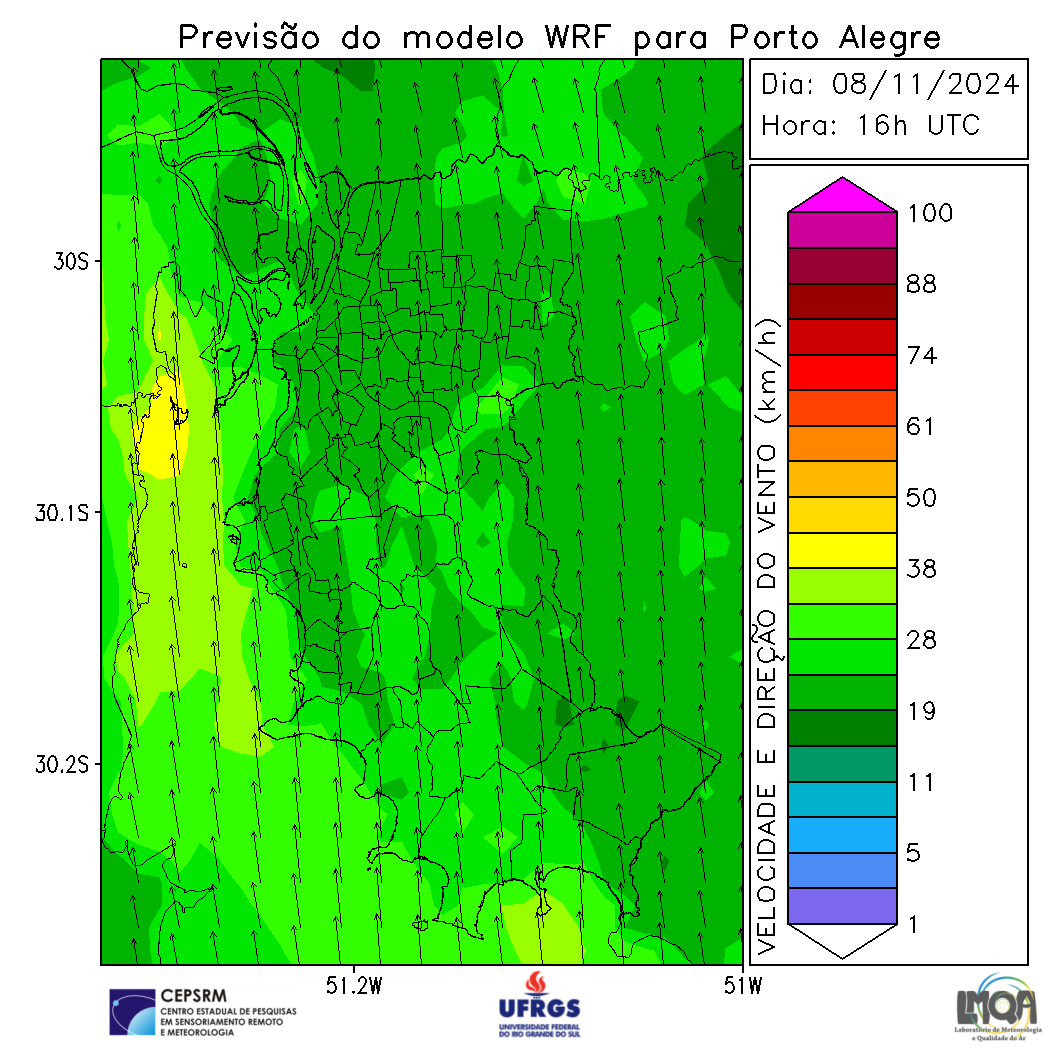 Previsão do modelo WRF para Porto Alegre
Dia: 08/11/2024
Hora: 16h UTC
30S
30.1S
30.2S
51.2W
51W
VELOCIDADE E DIREÇÃO DO VENTO (km/h)
100
88
74
61
50
38
28
19
11
5
1
CEPSRM
CENTRO ESTADUAL DE PESQUISAS
EM SENSORIAMENTO REMOTO
E METEOROLOGIA
UFRGS
UNIVERSIDADE FEDERAL
DO RIO GRANDE DO SUL
LMQA
Laboratório de Meteorologia
e Qualidade do Ar